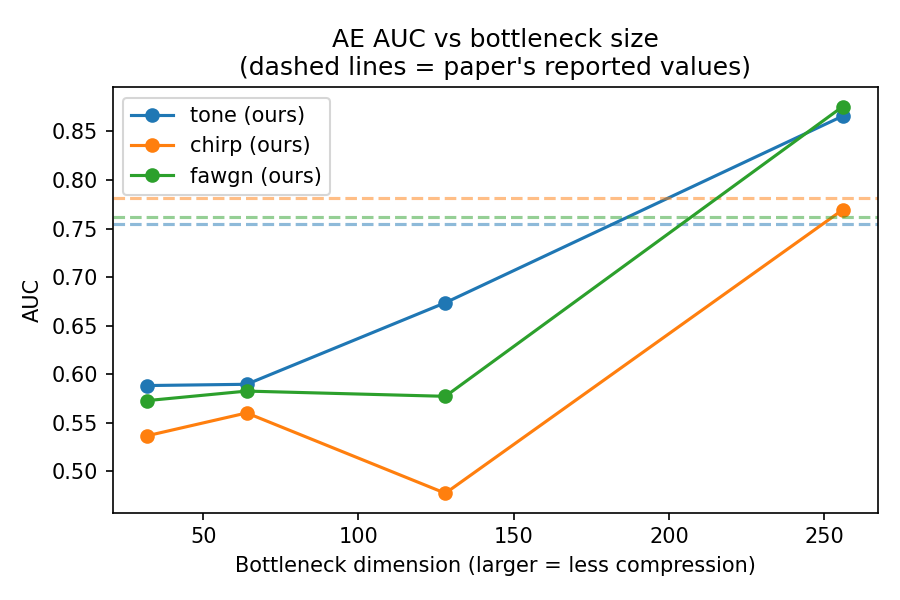 AE AUC vs bottleneck size
(dashed lines = paper's reported values)
tone (ours)
chirp (ours)
fawgn (ours)
0.85
0.80
0.75
0.70
0.65
0.60
0.55
0.50
AUC
50
100
150
200
250
Bottleneck dimension (larger = less compression)